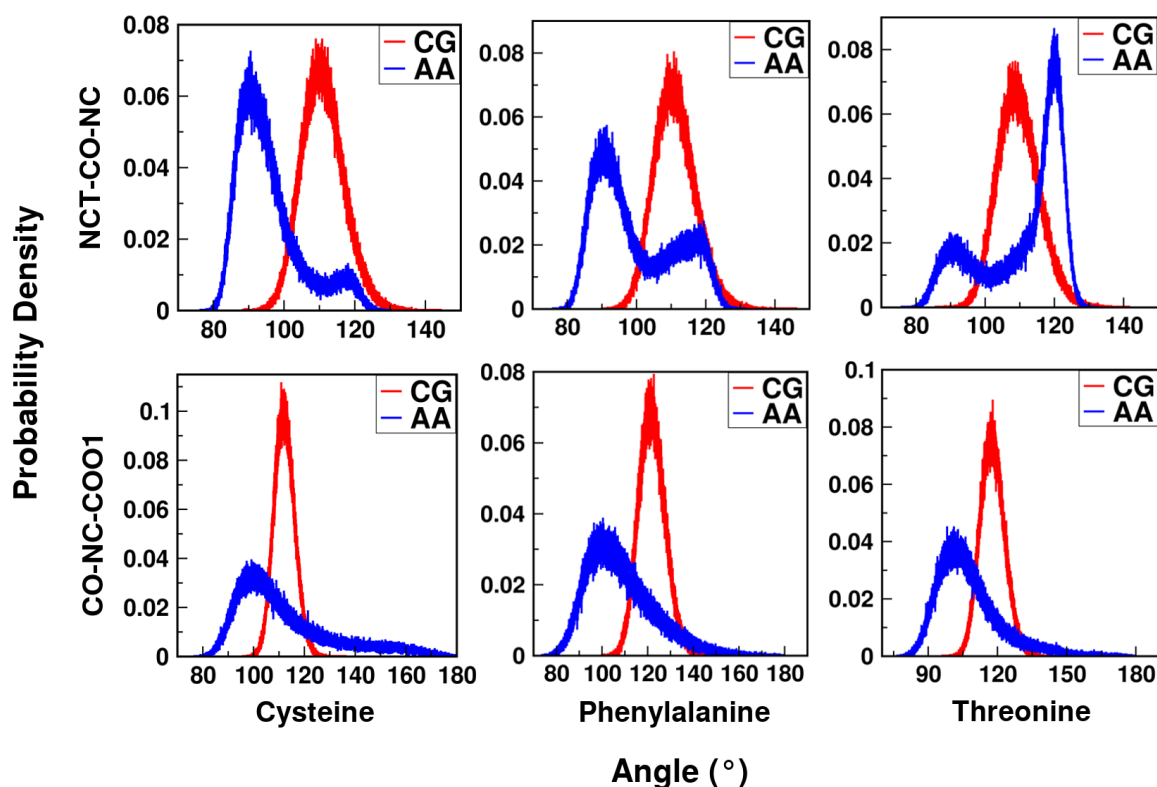 Probability Density
NCT-CO-NC
0.08
0.06
0.04
0.02
0
80 100 120 140
CG
AA
0.08
0.06
0.04
0.02
0
80 100 120 140
CG
AA
0.08
0.06
0.04
0.02
0
80 100 120 140
CG
AA
CO-NC-COO1
0.1
0.08
0.06
0.04
0.02
0
80 100 120 140 160 180
CG
AA
Cysteine
0.08
0.06
0.04
0.02
0
80 100 120 140 160 180
CG
AA
Phenylalanine
0.1
0.08
0.06
0.04
0.02
0
90 120 150 180
CG
AA
Threonine
Angle (°)